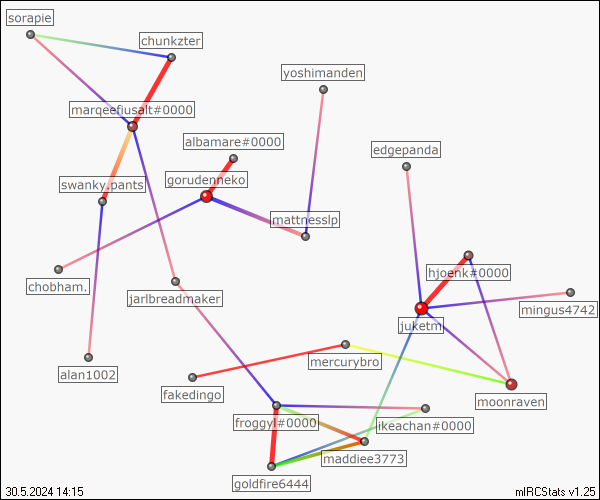 sorapie
chunkzter
yoshimanden
marqeefiusalt#0000
albamare#0000
edgepanda
swanky.pants
gorudenneko
mattnesslp
hjoenk#0000
chobham.
jarlbreadmaker
mingus4742
juketm
mercurybro
alan1002
fakedingo
moonraven
froggyl#0000
likeachan#0000
maddiee3773
goldfire6444
30.5.2024 14:15
mIRCStats v1.25